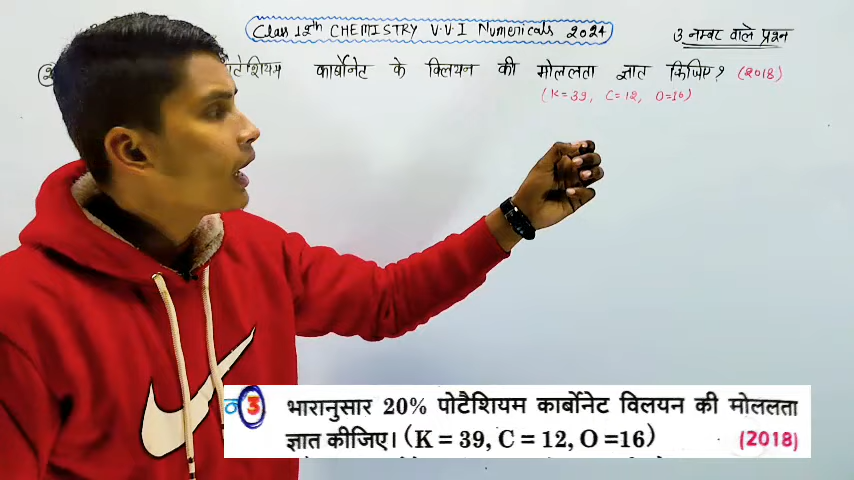 Class 12th CHEMISTRY V.V.I Numericals 2024
3 नम्बर वाले प्रश्न
कार्बोनेट के विलयन की मोललता ज्ञात किजिए? (2018)
(K=39, C=12, O=16)
3 भारानुसार 20% पोटैशियम कार्बोनेट विलयन की मोललता
ज्ञात कीजिए। (K = 39, C = 12, O =16) (2018)